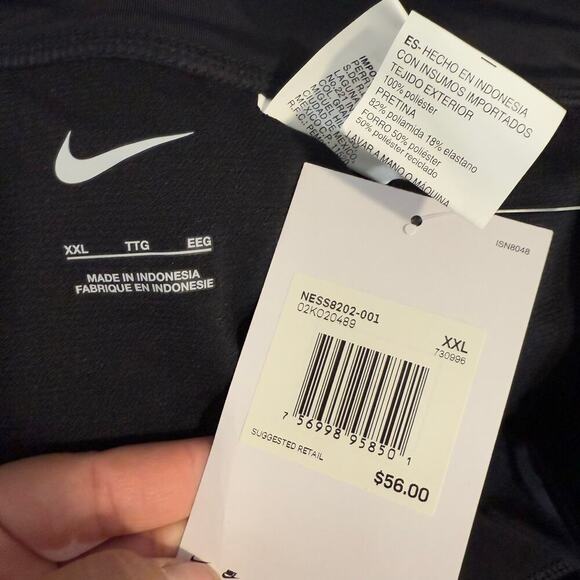 ES- HECHO EN INDONESIA
CON INSUMOS IMPORTADOS
TEJIDO EXTERIOR
100% poliéster
PRETINA
82% poliamida 18% elastano
FORRO 50% poliéster
50% poliéster reciclado
LAVAR A MANO O MÁQUINA
XXL TTG EEG
MADE IN INDONESIA
FABRIQUE EN INDONESIE
ISN8048
NESS8202-001
02KC20489
XXL
730996
7 56998 95850 1
SUGGESTED RETAIL
$56.00